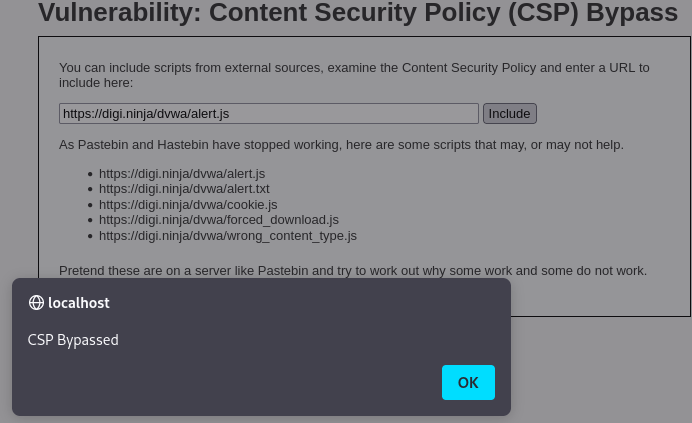 Vulnerability: Content Security Policy (CSP) Bypass
You can include scripts from external sources, examine the Content Security Policy and enter a URL to
include here:
https://digi.ninja/dvwa/alert.js
Include
As Pastebin and Hastebin have stopped working, here are some scripts that may, or may not help.
https://digi.ninja/dvwa/alert.js
https://digi.ninja/dvwa/alert.txt
https://digi.ninja/dvwa/cookie.js
https://digi.ninja/dvwa/forced_download.js
https://digi.ninja/dvwa/wrong_content_type.js
Pretend these are on a server like Pastebin and try to work out why some work and some do not work.
localhost
CSP Bypassed
OK